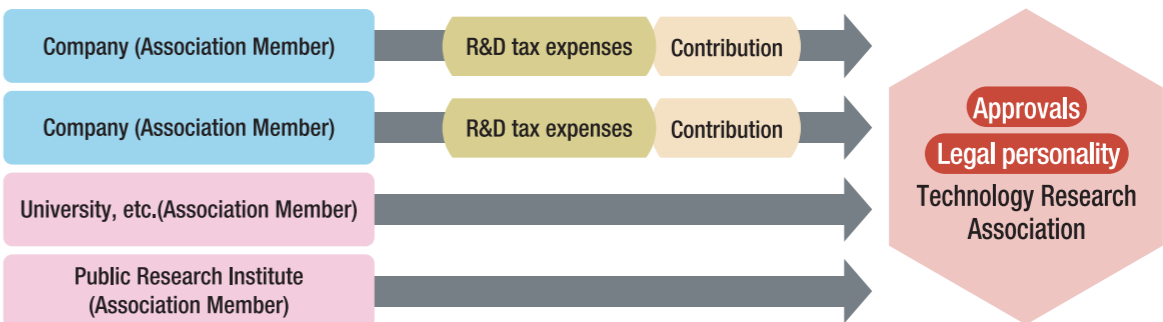 Company (Association Member)
R&D tax expenses
Contribution
Company (Association Member)
R&D tax expenses
Contribution
University, etc.(Association Member)
Public Research Institute
(Association Member)
Approvals
Legal personality
Technology Research
Association